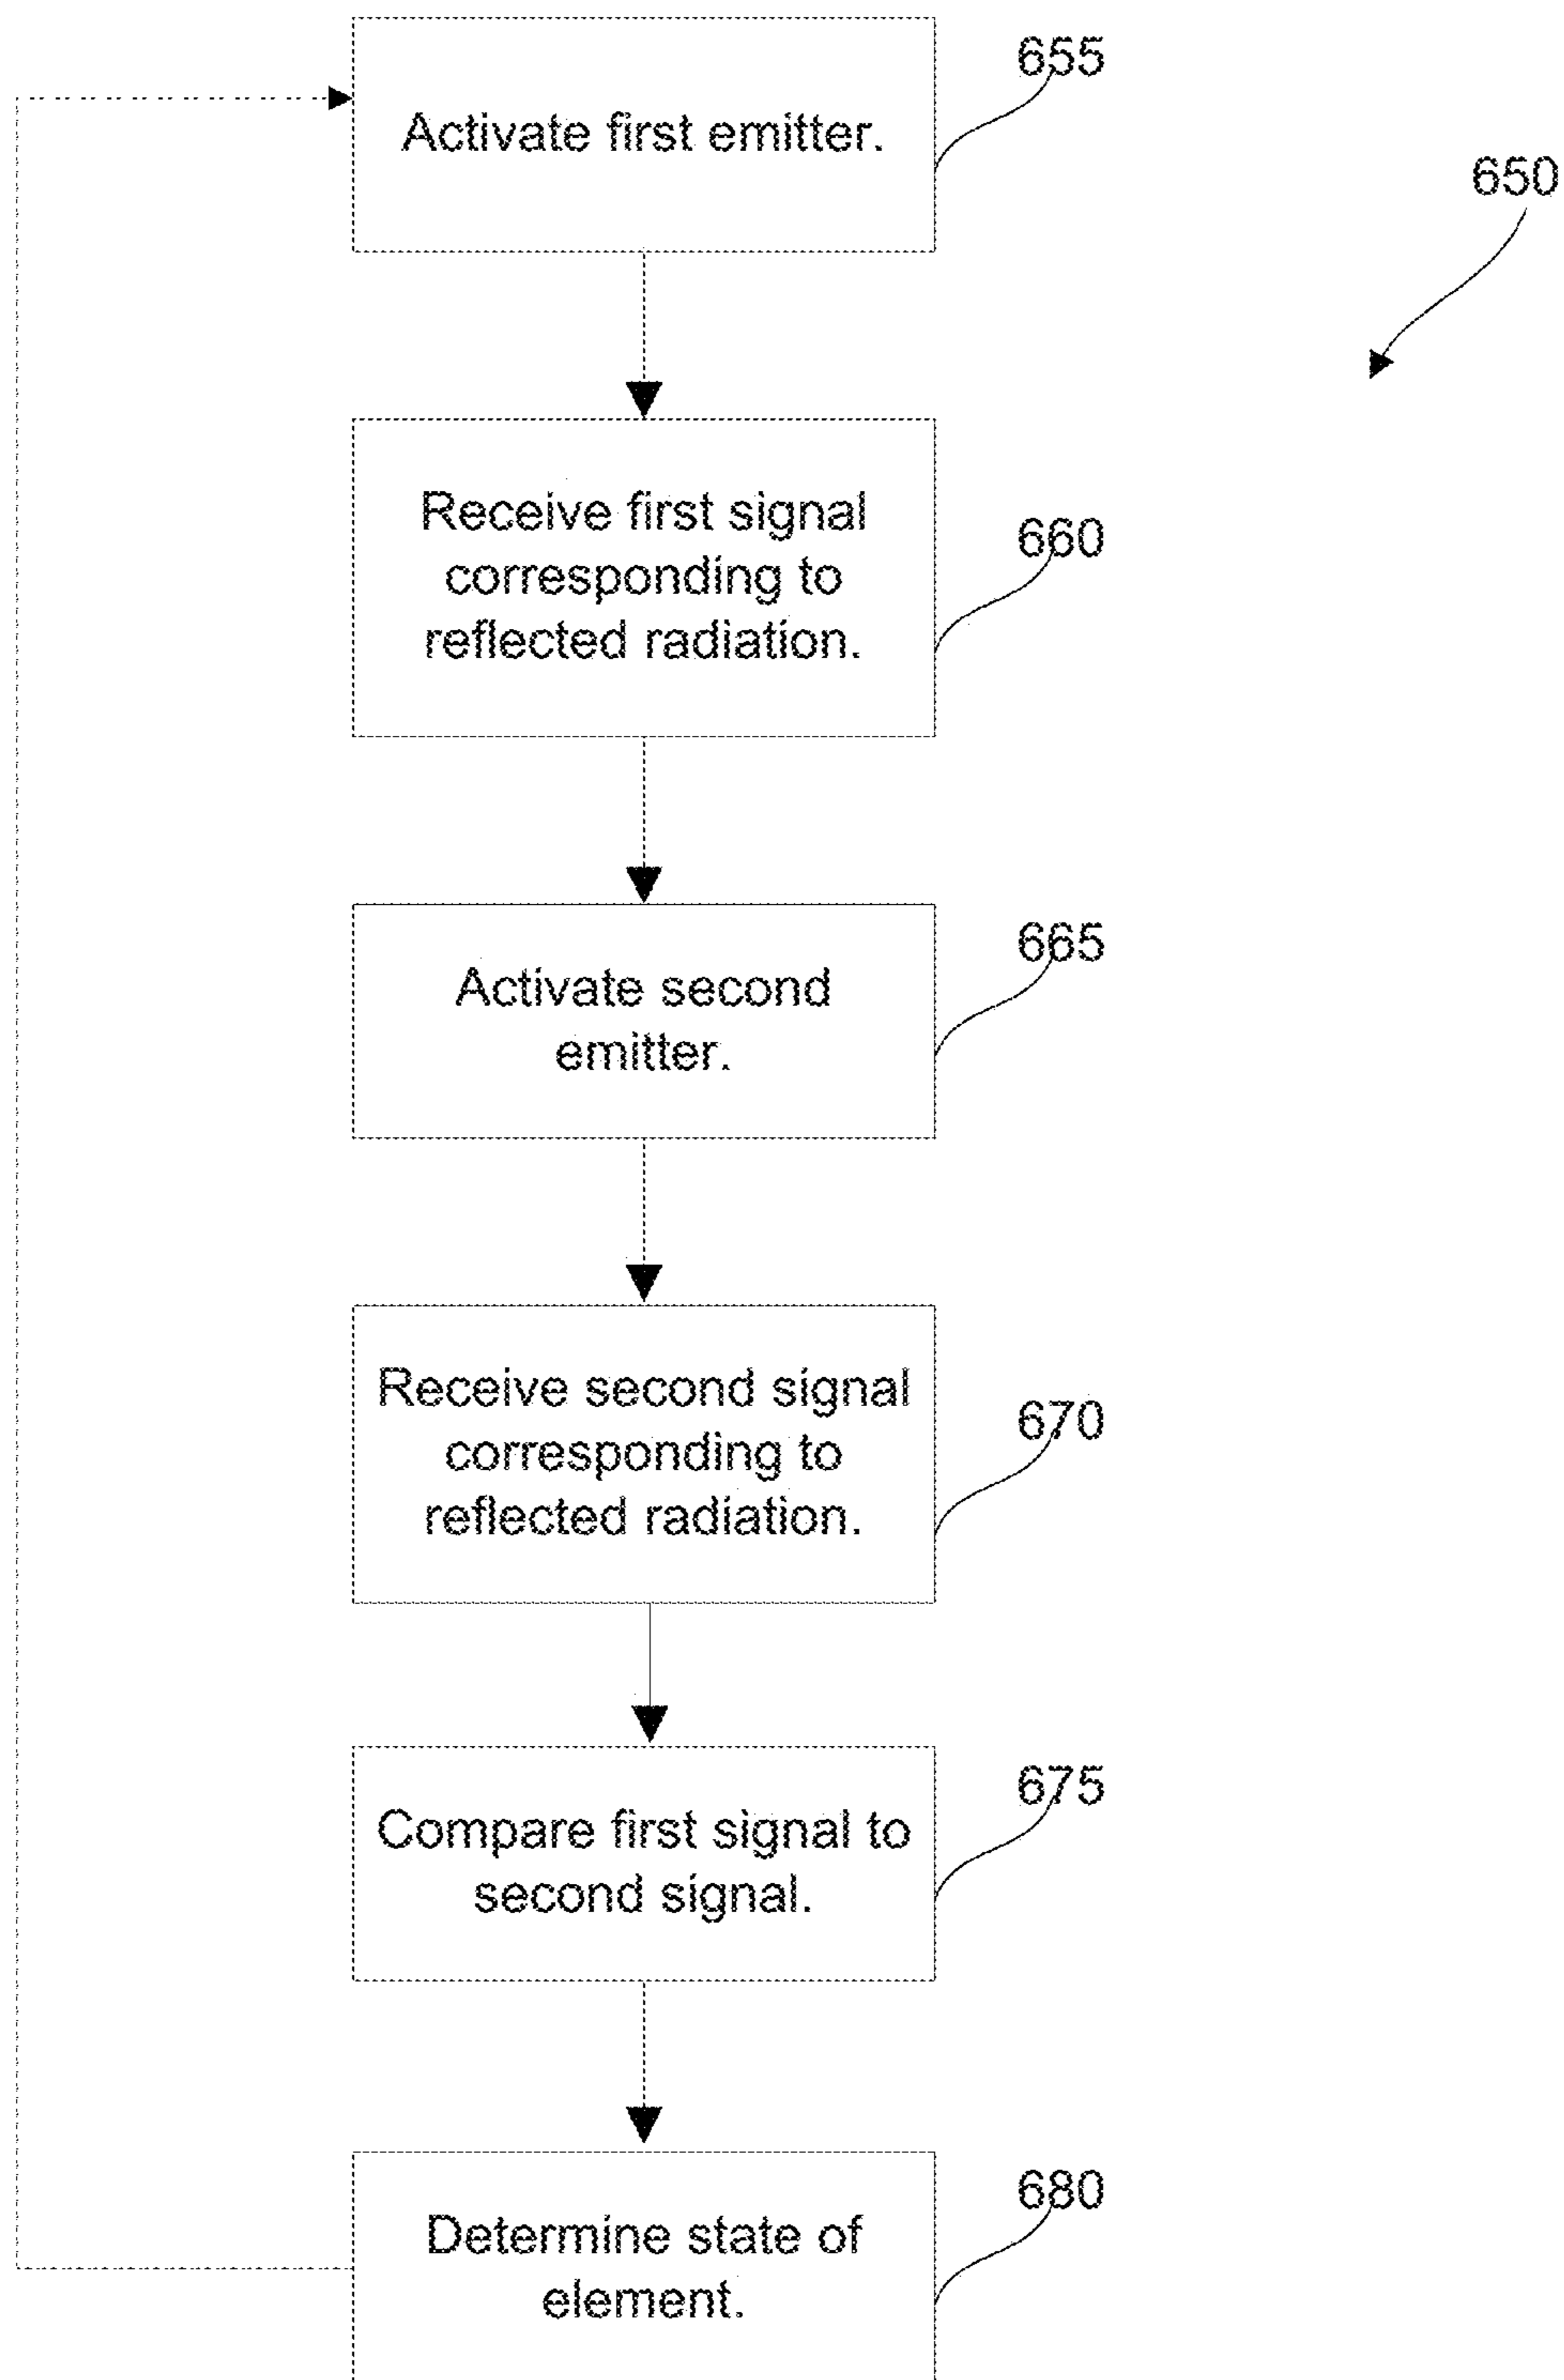 655
Activate first emitter.
650
Receive first signal
corresponding to
reflected radiation.
660
665
Activate second
emitter.
Receive second signal
corresponding to
reflected radiation.
670
675
Compare first signal to
second signal.
680
Determine state of
element.